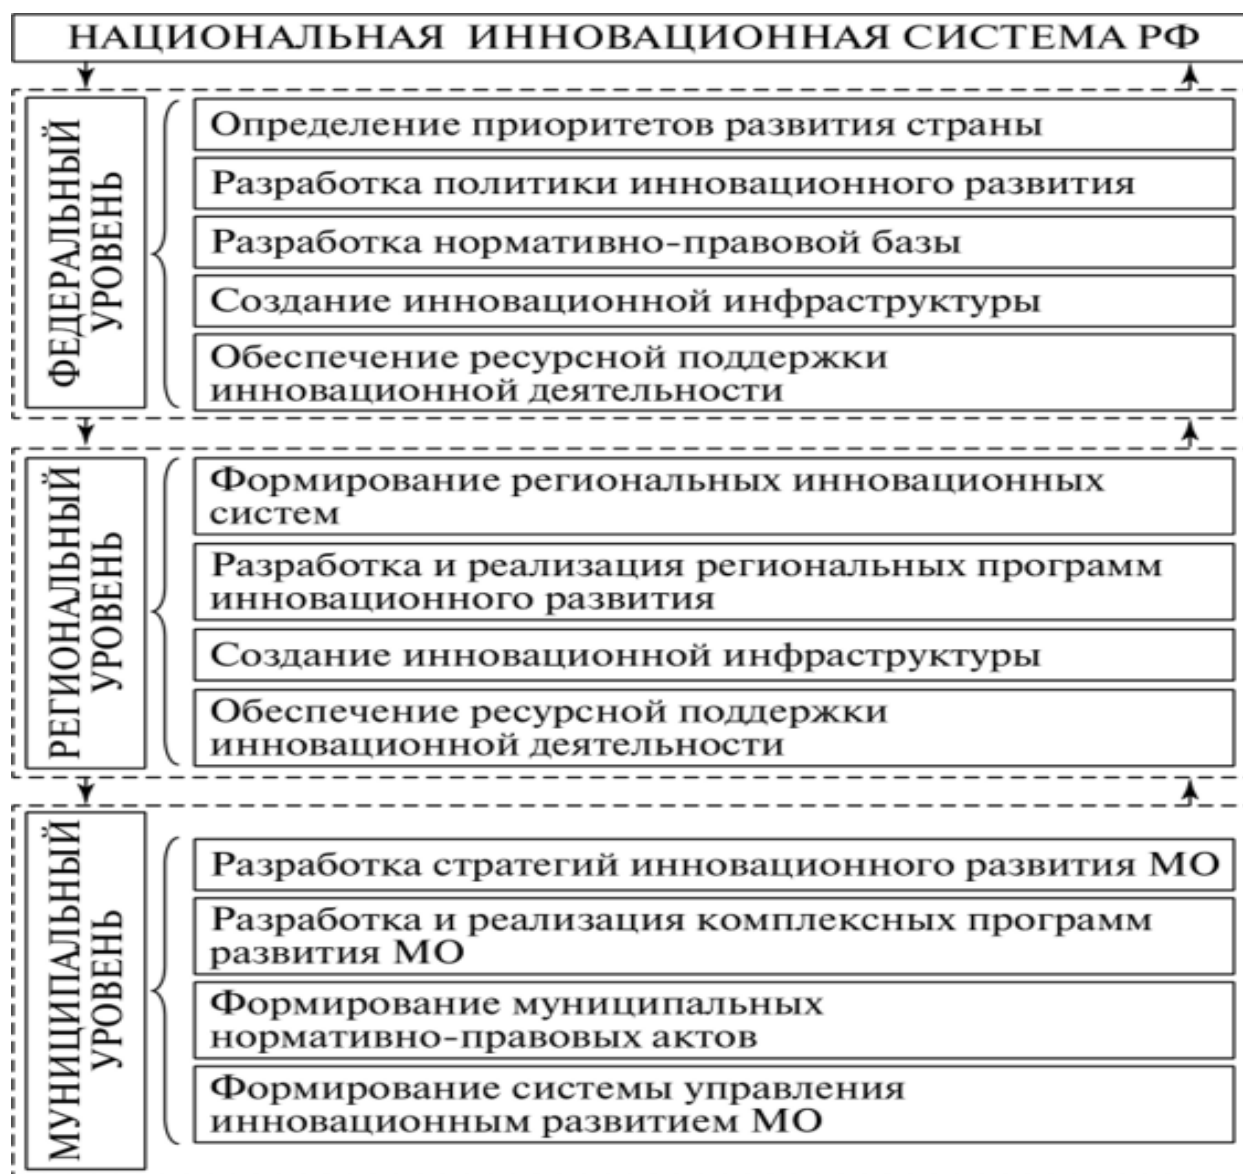 НАЦИОНАЛЬНАЯ ИННОВАЦИОННАЯ СИСТЕМА РФ
ФЕДЕРАЛЬНЫЙ
УРОВЕНЬ
Определение приоритетов развития страны
Разработка политики инновационного развития
Разработка нормативно-правовой базы
Создание инновационной инфраструктуры
Обеспечение ресурсной поддержки
инновационной деятельности
РЕГИОНАЛЬНЫЙ
УРОВЕНЬ
Формирование региональных инновационных
систем
Разработка и реализация региональных программ
инновационного развития
Создание инновационной инфраструктуры
Обеспечение ресурсной поддержки
инновационной деятельности
МУНИЦИПАЛЬНЫЙ
УРОВЕНЬ
Разработка стратегий инновационного развития МО
Разработка и реализация комплексных программ
развития МО
Формирование муниципальных
нормативно-правовых актов
Формирование системы управления
инновационным развитием МО